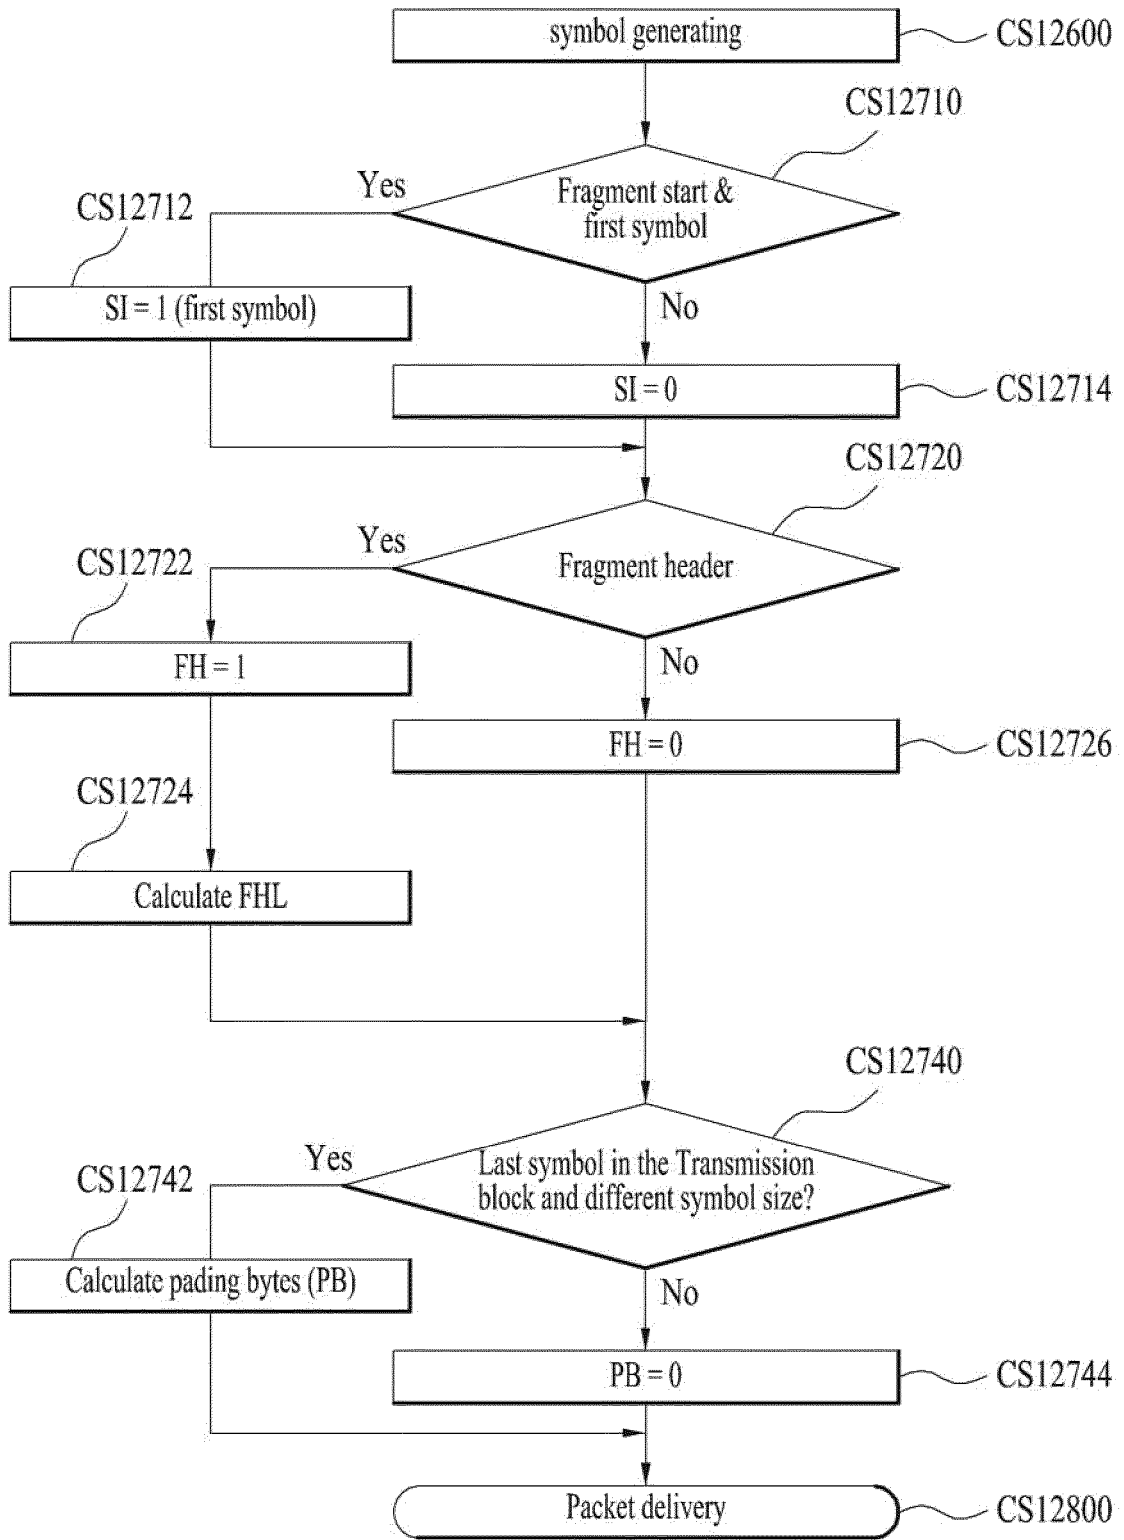 symbol generating
CS12600
CS12710
Yes
Fragment start &
first symbol
CS12712
SI = 1 (first symbol)
No
SI = 0
CS12714
CS12720
Yes
Fragment header
CS12722
FH = 1
No
FH = 0
CS12726
CS12724
Calculate FHL
CS12740
Yes
Last symbol in the Transmission
block and different symbol size?
CS12742
Calculate pading bytes (PB)
No
PB = 0
CS12744
Packet delivery
CS12800